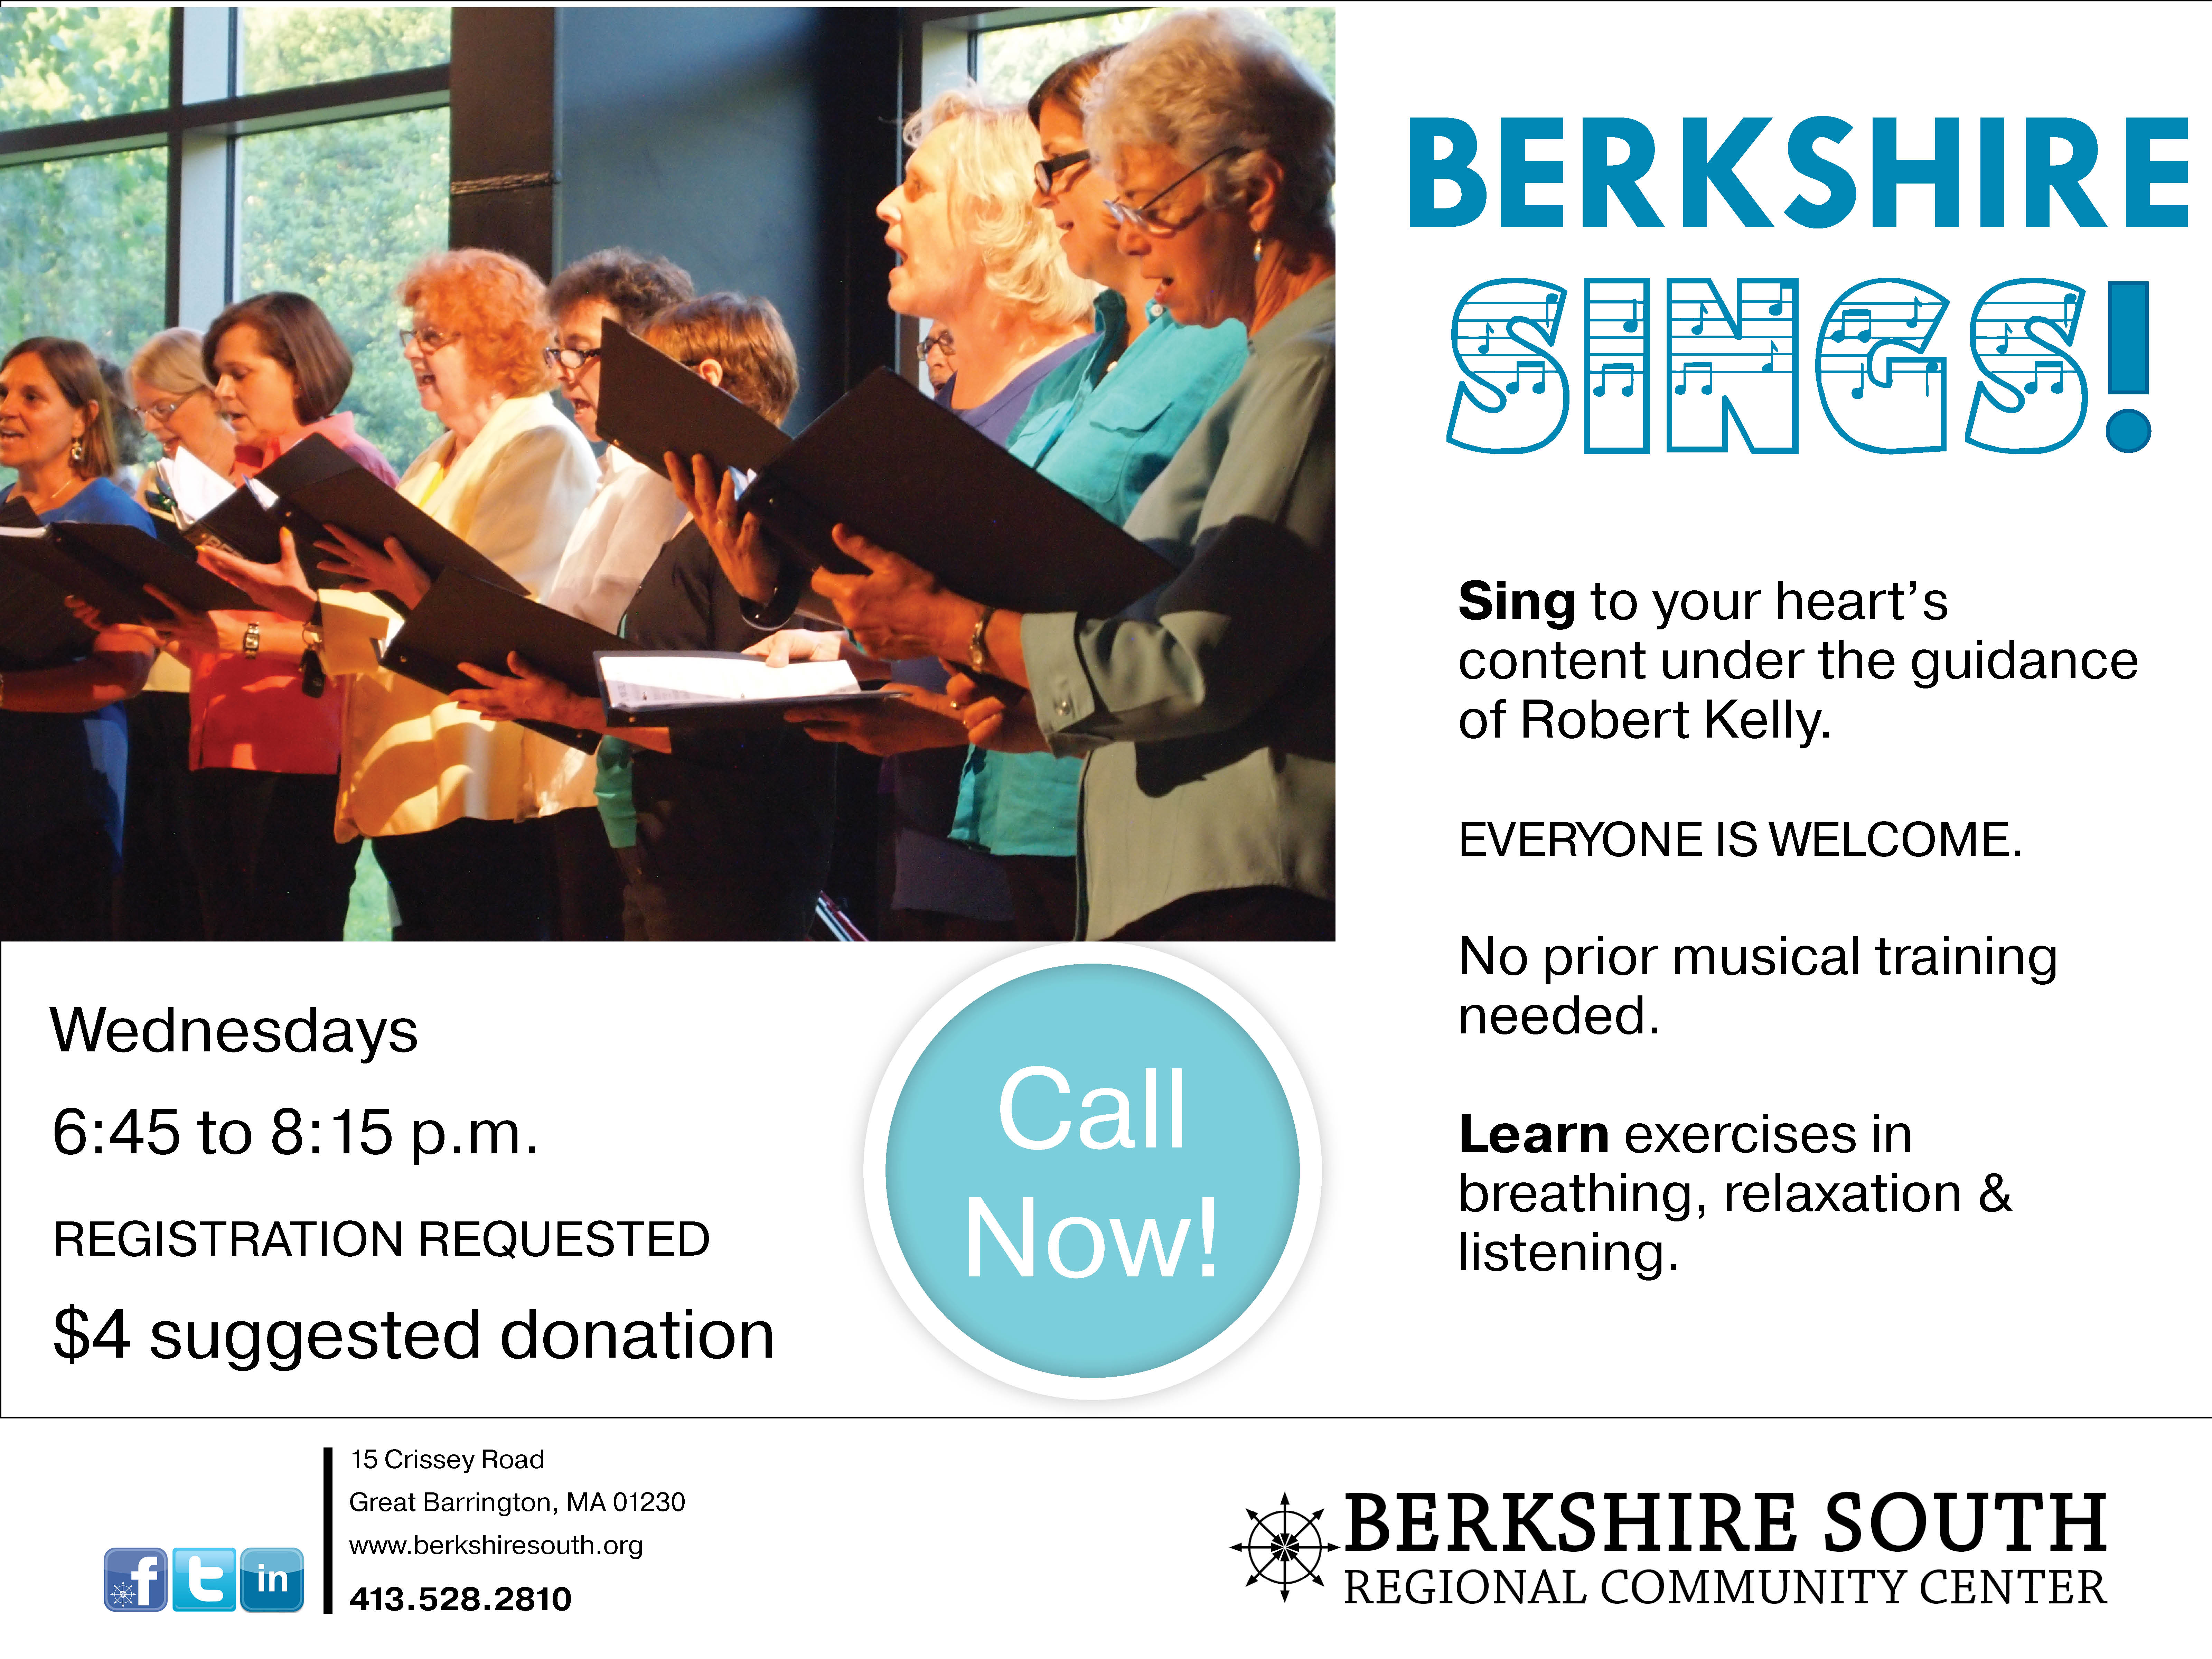 BERKSHIRE
SINGS!
Sing to your heart’s
content under the guidance
of Robert Kelly.
EVERYONE IS WELCOME.
No prior musical training
needed.
Learn exercises in
breathing, relaxation &
listening.
Wednesdays
6:45 to 8:15 p.m.
REGISTRATION REQUESTED
$4 suggested donation
Call
Now!
f t in
15 Crissey Road
Great Barrington, MA 01230
www.berkshiresouth.org
413.528.2810
BERKSHIRE SOUTH
REGIONAL COMMUNITY CENTER